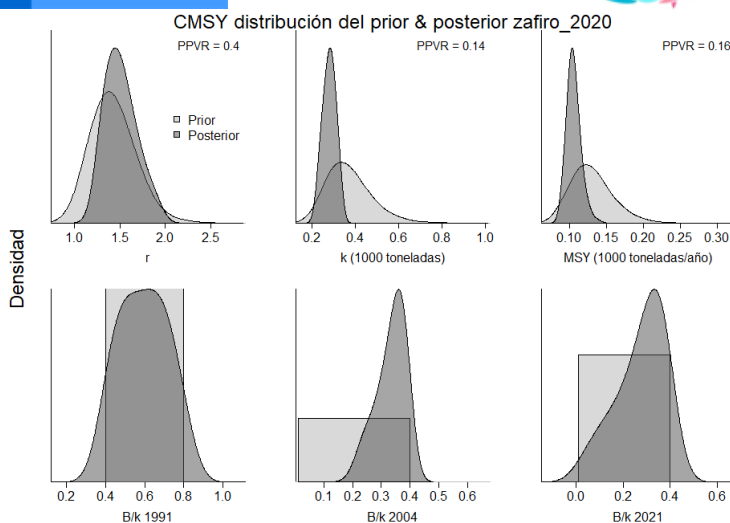 CMSY distribución del prior & posterior zafiro_2020
PPVR = 0.4
PPVR = 0.14
PPVR = 0.16
Prior
Posterior
1.0 1.5 2.0 2.5
r
0.2 0.4 0.6 0.8 1.0
k (1000 toneladas)
0.10 0.15 0.20 0.25 0.30
MSY (1000 toneladas/año)
Densidad
0.2 0.4 0.6 0.8 1.0
B/k 1991
0.1 0.2 0.3 0.4 0.5 0.6
B/k 2004
0.0 0.2 0.4 0.6
B/k 2021